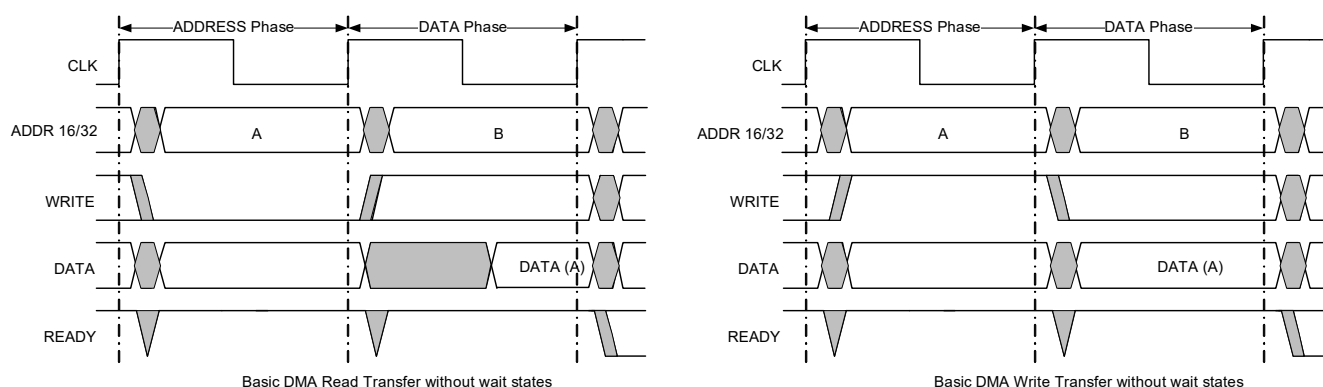 ADDRESS Phase
DATA Phase
CLK
ADDR 16/32
A
B
WRITE
DATA
DATA (A)
READY
Basic DMA Read Transfer without wait states
ADDRESS Phase
DATA Phase
CLK
ADDR 16/32
A
B
WRITE
DATA
DATA (A)
READY
Basic DMA Write Transfer without wait states